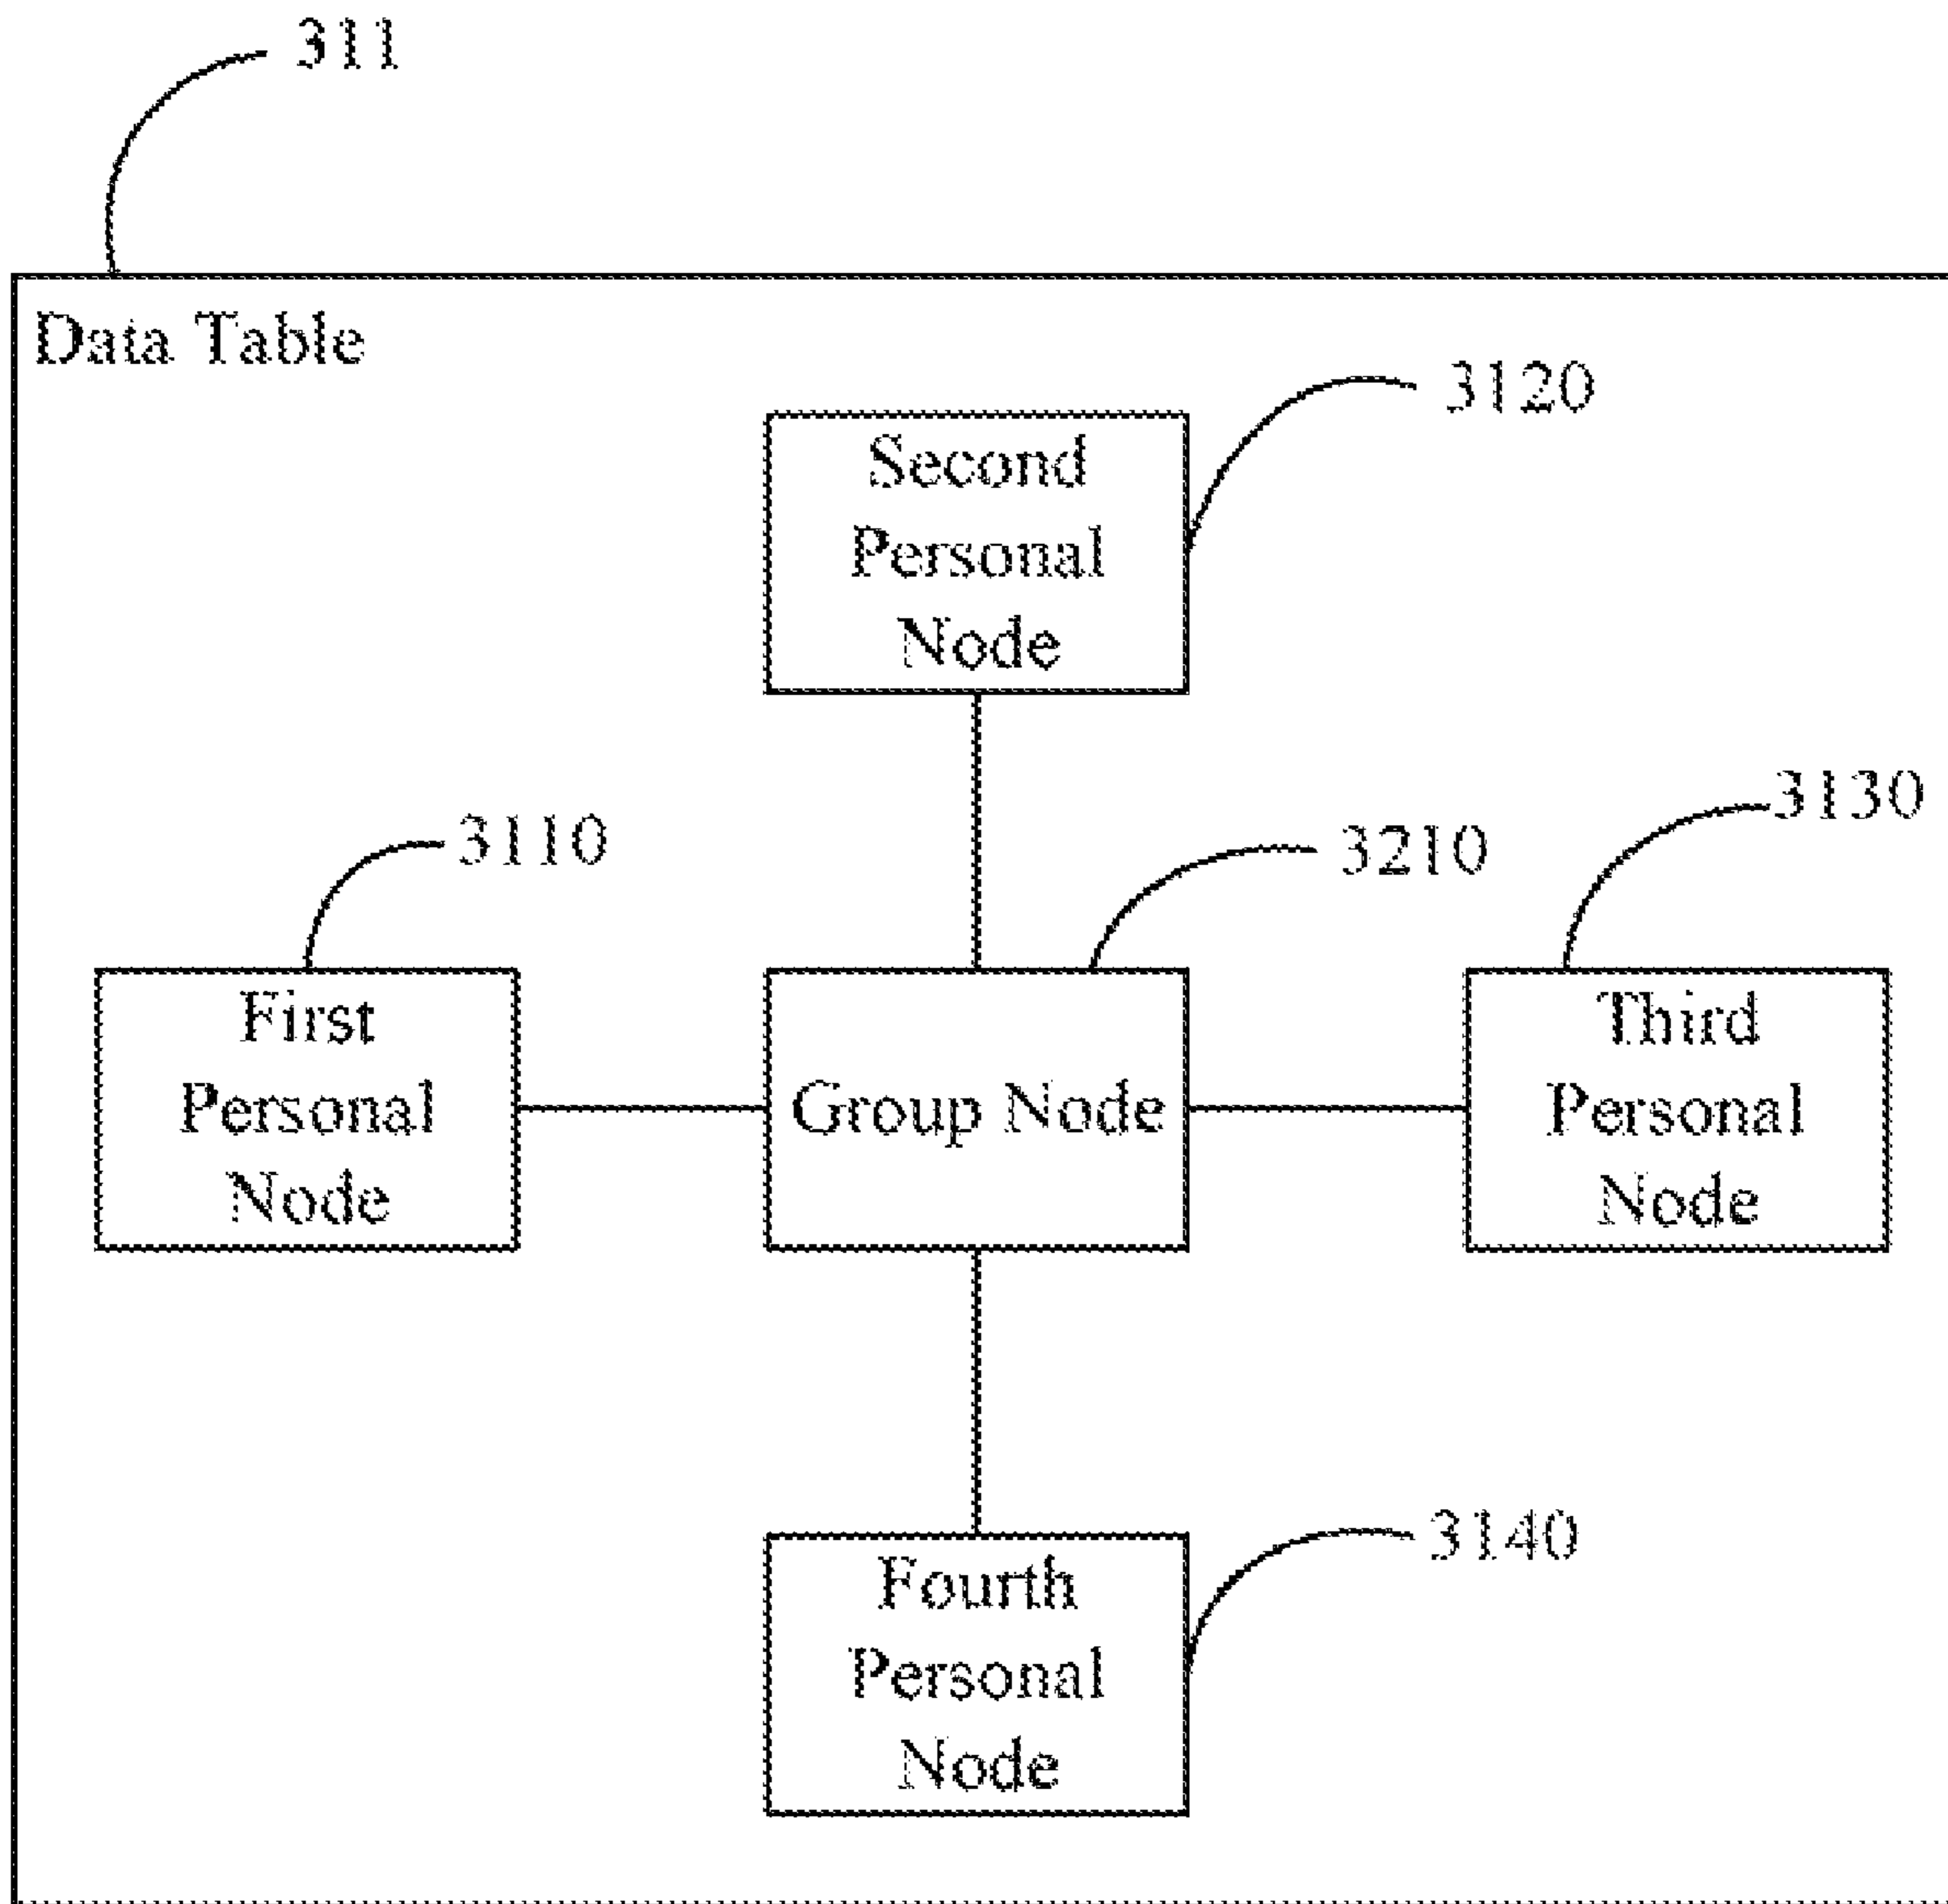 311
Data Table
3120
Second
Personal
Node
3110
3210
3130
First
Personal
Node
Group Node
Third
Personal
Node
3140
Fourth
Personal
Node